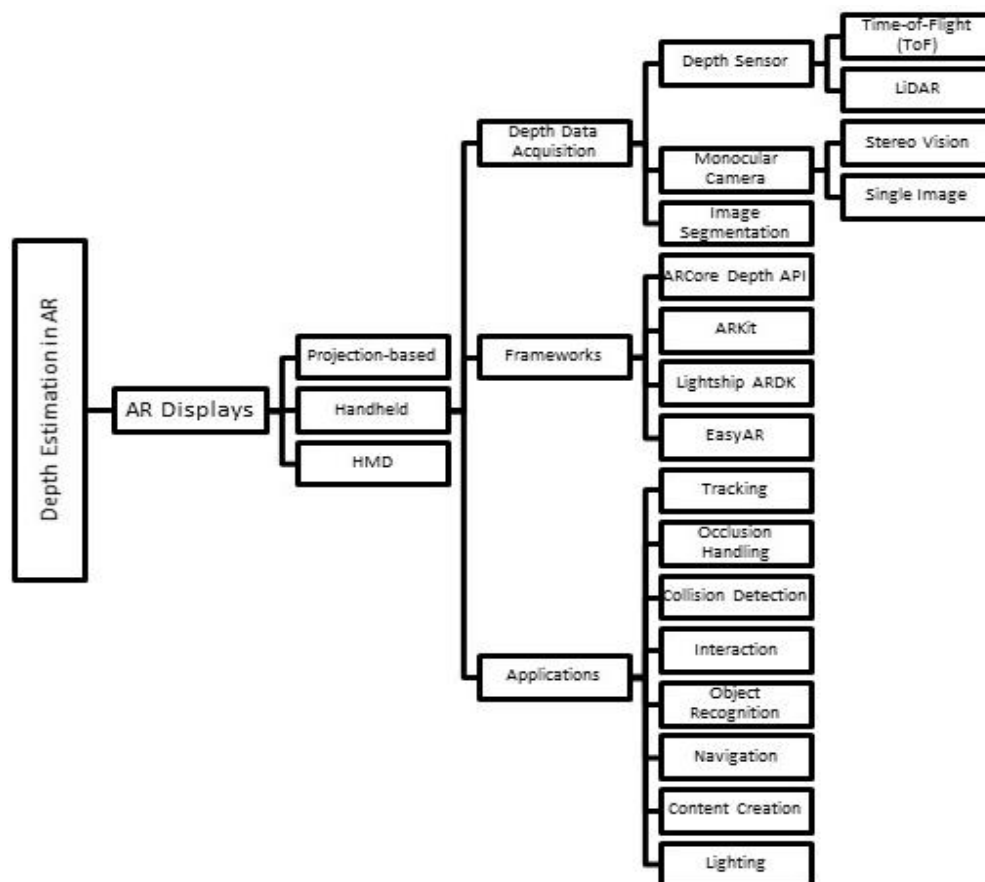 Depth Estimation in AR
AR Displays
Projection-based
Handheld
HMD
Depth Data
Acquisition
Frameworks
Applications
Depth Sensor
Monocular
Camera
Image
Segmentation
ARCore Depth API
ARKit
Lightship ARDK
EasyAR
Tracking
Occlusion
Handling
Collision Detection
Interaction
Object
Recognition
Navigation
Content Creation
Lighting
Time-of-Flight
(ToF)
LiDAR
Stereo Vision
Single Image